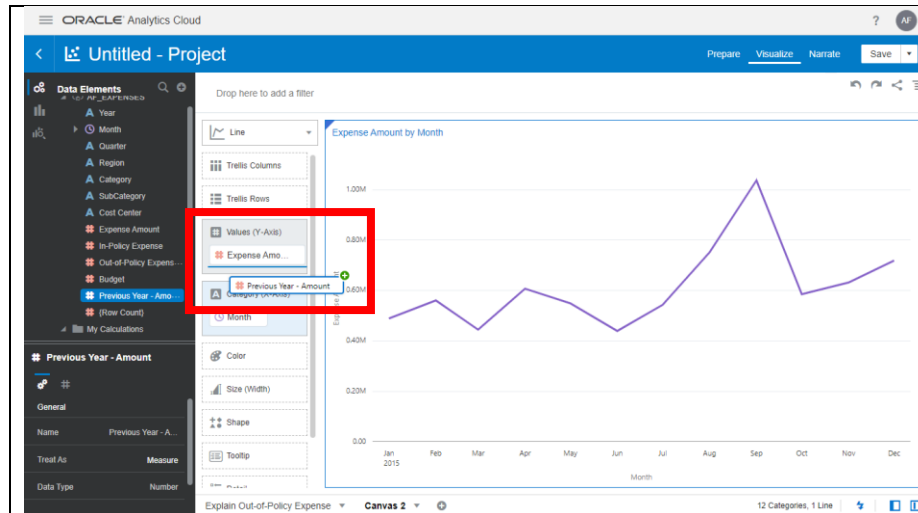 ORACLE Analytics Cloud
?
AF
Untitled - Project
Prepare Visualize Narrate Save
Data Elements
AF_EXPENSES
Year
Month
Quarter
Region
Category
SubCategory
Cost Center
Expense Amount
In-Policy Expense
Out-of-Policy Expens...
Budget
Previous Year - Amo...
(Row Count)
My Calculations
Previous Year - Amount
General
Name Previous Year - A...
Treat As Measure
Data Type Number
Drop here to add a filter
Line
Trellis Columns
Trellis Rows
Values (Y-Axis)
Expense Amo...
Previous Year - Amount
Category (X-Axis)
Month
Color
Size (Width)
Shape
Tooltip
Detail
Expense Amount by Month
1.00M
0.80M
0.60M
0.40M
0.20M
0.00
Jan Feb Mar Apr May Jun Jul Aug Sep Oct Nov Dec
2015
Month
Explain Out-of-Policy Expense Canvas 2
12 Categories, 1 Line